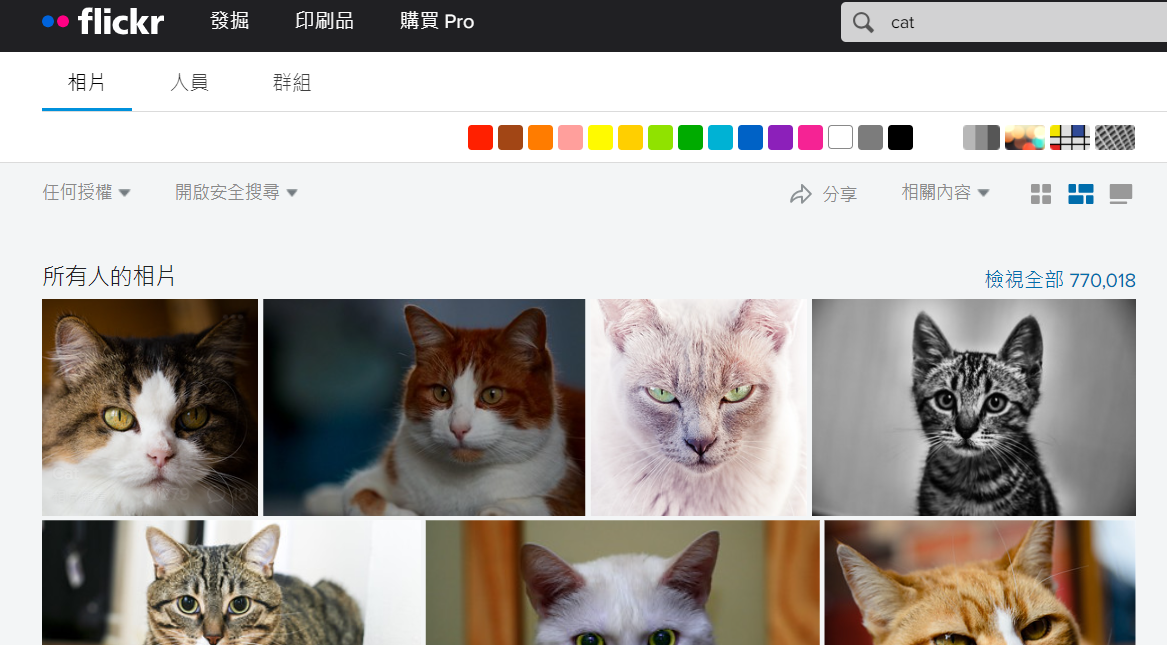 flickr 發掘 印刷品 購買 Pro cat
相片 人員 群組
任何授權 開啟安全搜尋 分享 相關內容
所有人的相片 檢視全部 770,018